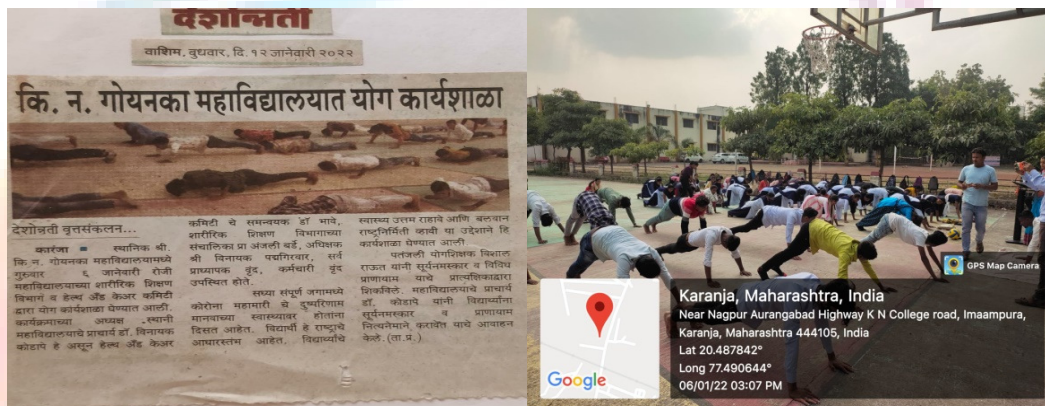 देशोन्नती
वाशिम, बुधवार, दि. १२ जानेवारी २०२२
कि. न. गोयनका महाविद्यालयात योग कार्यशाळा
देशोन्नती वृत्तसंकलन...
कारंजा स्थानिक श्री.
कि. न. गोयनका महाविद्यालयामध्ये
गुरुवार ६ जानेवारी रोजी
महाविद्यालयाच्या शारीरिक शिक्षण
विभाग व हेल्थ अँड केअर कमिटी
द्वारा योग कार्यशाळा घेण्यात आली.
कार्यक्रमाच्या अध्यक्ष स्थानी
महाविद्यालयाचे प्राचार्य डॉ. विनायक
कोडापे हे असून हेल्थ अँड केअर
कमिटी चे समन्वयक डॉ भावे,
शारीरिक शिक्षण विभागाच्या
संचालिका प्रा अंजली बर्डे, अधिक्षक
श्री विनायक पद्मगिरवार, सर्व
प्राध्यापक वृंद, कर्मचारी वृंद
उपस्थित होते.
सध्या संपूर्ण जगामध्ये
कोरोना महामारी चे दुष्परिणाम
मानवाच्या स्वास्थ्यावर होतांना
दिसत आहेत. विद्यार्थी हे राष्ट्राचे
आधारस्तंभ आहेत. विद्यार्थ्यांचे
स्वास्थ्य उत्तम राहावे आणि बलवान
राष्ट्रनिर्मिती व्हावी या उद्देशाने हि
कार्यशाळा घेण्यात आली
पतंजली योगशिक्षक विशाल
राऊत यांनी सूर्यनमस्कार व विविध
प्राणायाम याचे प्रात्यक्षिकाद्वारा
शिकविले. महाविद्यालयाचे प्राचार्य
डॉ. कोडापे यांनी विद्यार्थ्यांना
सूर्यनमस्कार व प्राणायाम
नित्यनेमाने करावेत याचे आवाहन
केले. (ता.प्र.)
GPS Map Camera
Karanja, Maharashtra, India
Near Nagpur Aurangabad Highway K N College road, Imaampura,
Karanja, Maharashtra 444105, India
Lat 20.487842°
Long 77.490644°
06/01/22 03:07 PM
Google